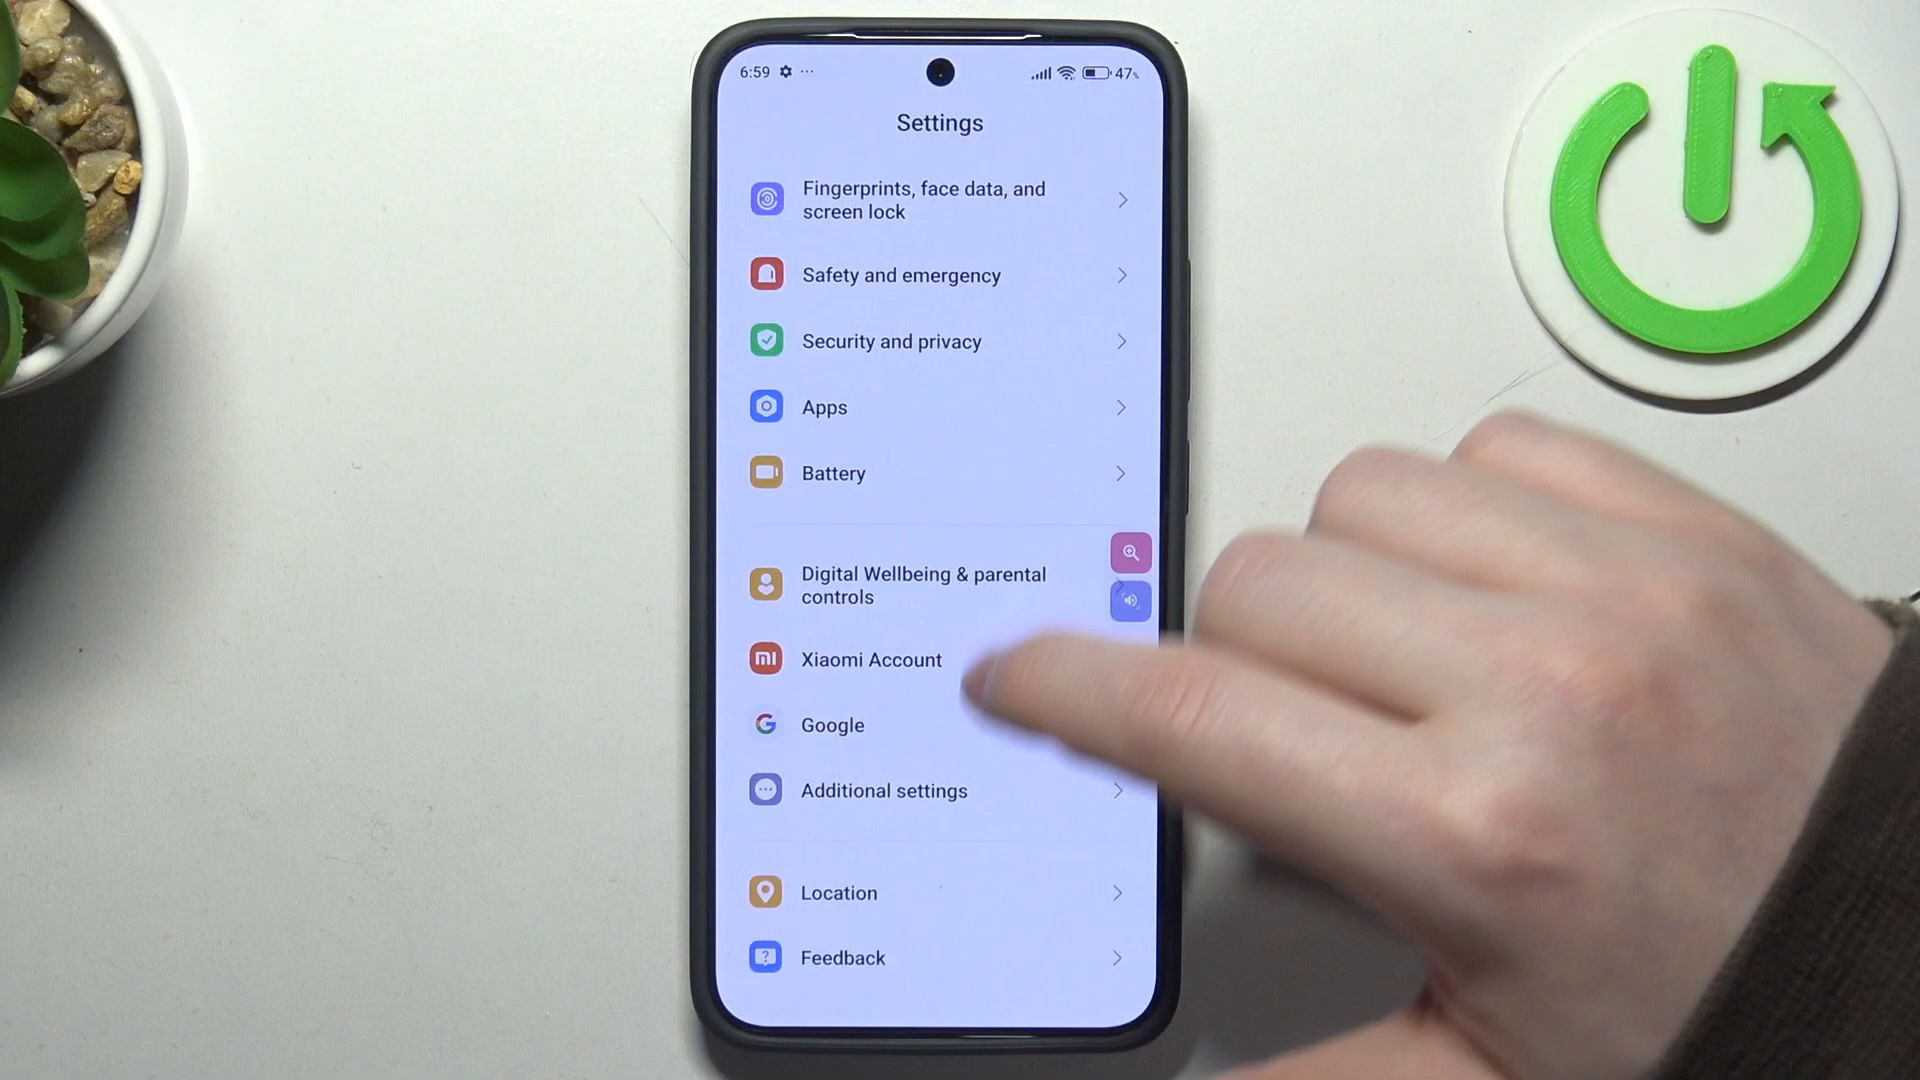 6:59 ... 47%
Settings
Fingerprints, face data, and
screen lock
Safety and emergency
Security and privacy
Apps
Battery
Digital Wellbeing & parental
controls
mi Xiaomi Account
G Google
Additional settings
Location
? Feedback